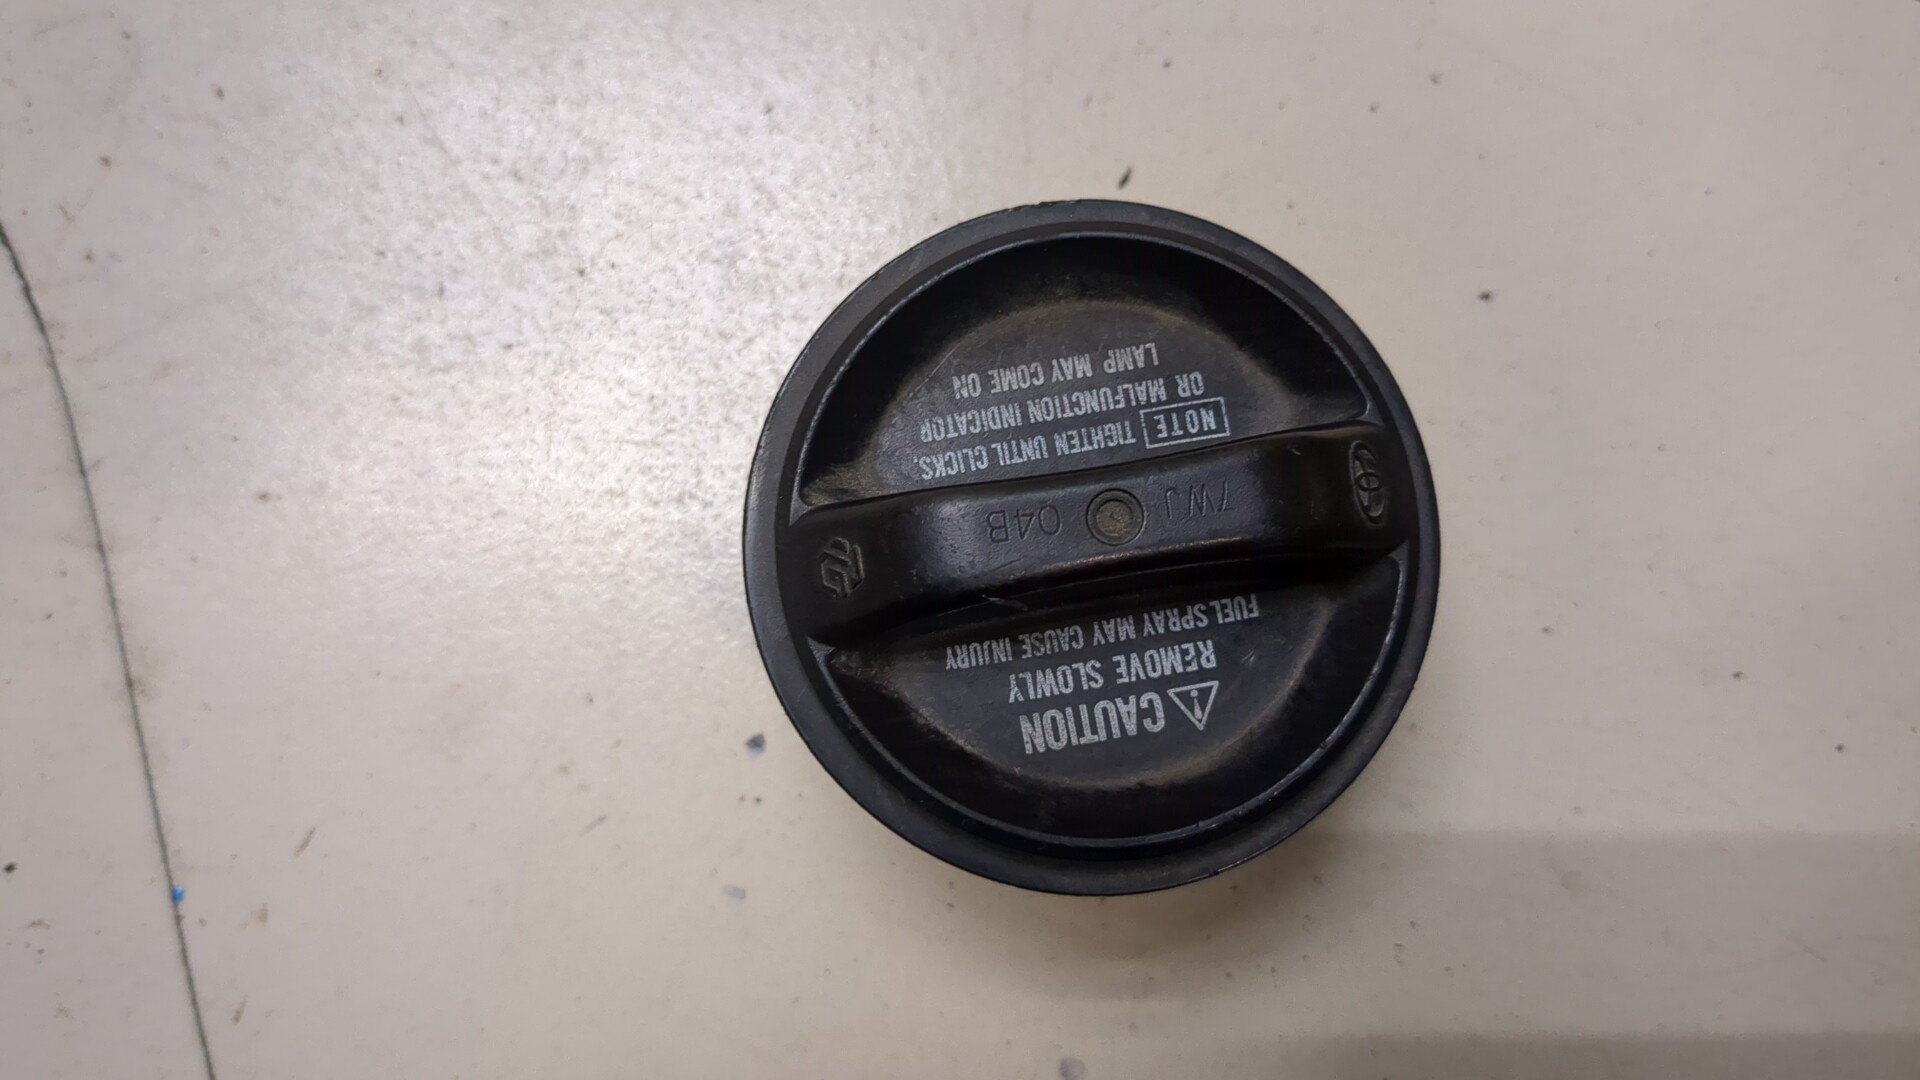 CAUTION
REMOVE SLOWLY
FUEL SPRAY MAY CAUSE INJURY
7WJ 04B
TG
NOTE TIGHTEN UNTIL CLICKS,
OR MALFUNCTION INDICATOR
LAMP MAY COME ON